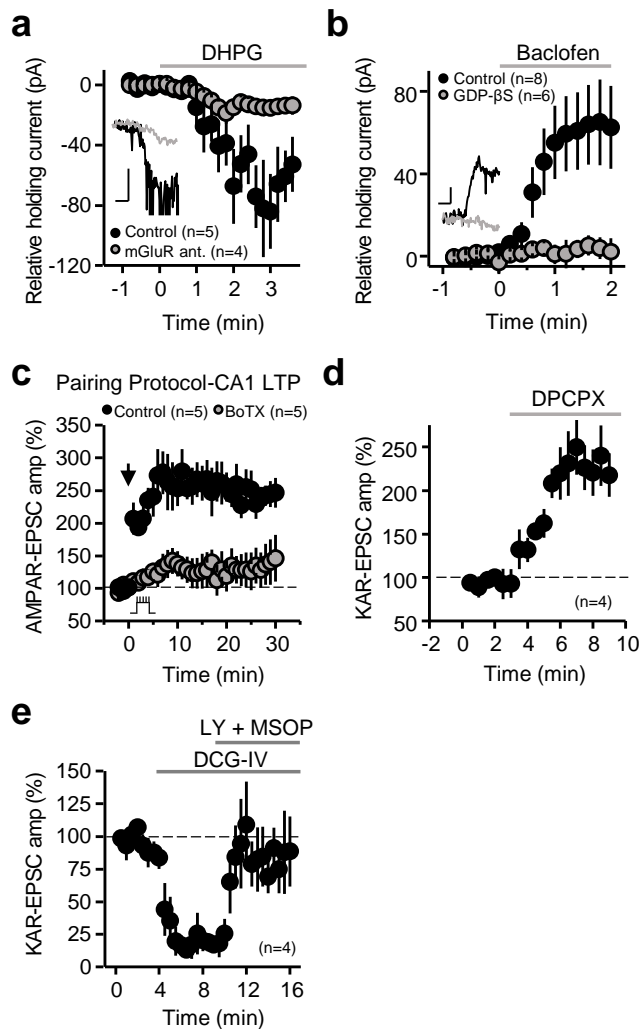 a
DHPG
Relative holding current (pA)
0
-40
-80
-120
Control (n=5)
mGluR ant. (n=4)
-1 0 1 2 3
Time (min)
b
Baclofen
Relative holding current (pA)
80
40
0
Control (n=8)
GDP-βS (n=6)
-1 0 1 2
Time (min)
c
Pairing Protocol-CA1 LTP
Control (n=5) BoTX (n=5)
AMPAR-EPSC amp (%)
350
300
250
200
150
100
50
0 10 20 30
Time (min)
d
DPCPX
KAR-EPSC amp (%)
250
200
150
100
50
(n=4)
-2 0 2 4 6 8 10
Time (min)
e
LY + MSOP
DCG-IV
KAR-EPSC amp (%)
150
125
100
75
50
25
0
(n=4)
0 4 8 12 16
Time (min)